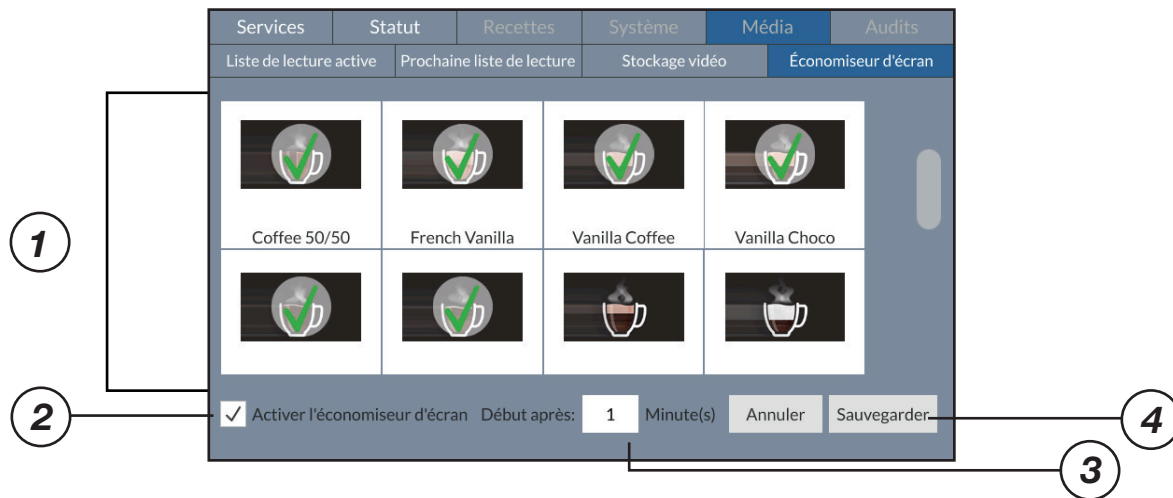 Services Statut Recettes Système Média Audits
Liste de lecture active Prochaine liste de lecture Stockage vidéo Économiseur d'écran
Coffee 50/50 French Vanilla Vanilla Coffee Vanilla Choco
1
2 Activer l'économiseur d'écran Début après: 1 Minute(s) Annuler Sauvegarder 4
3